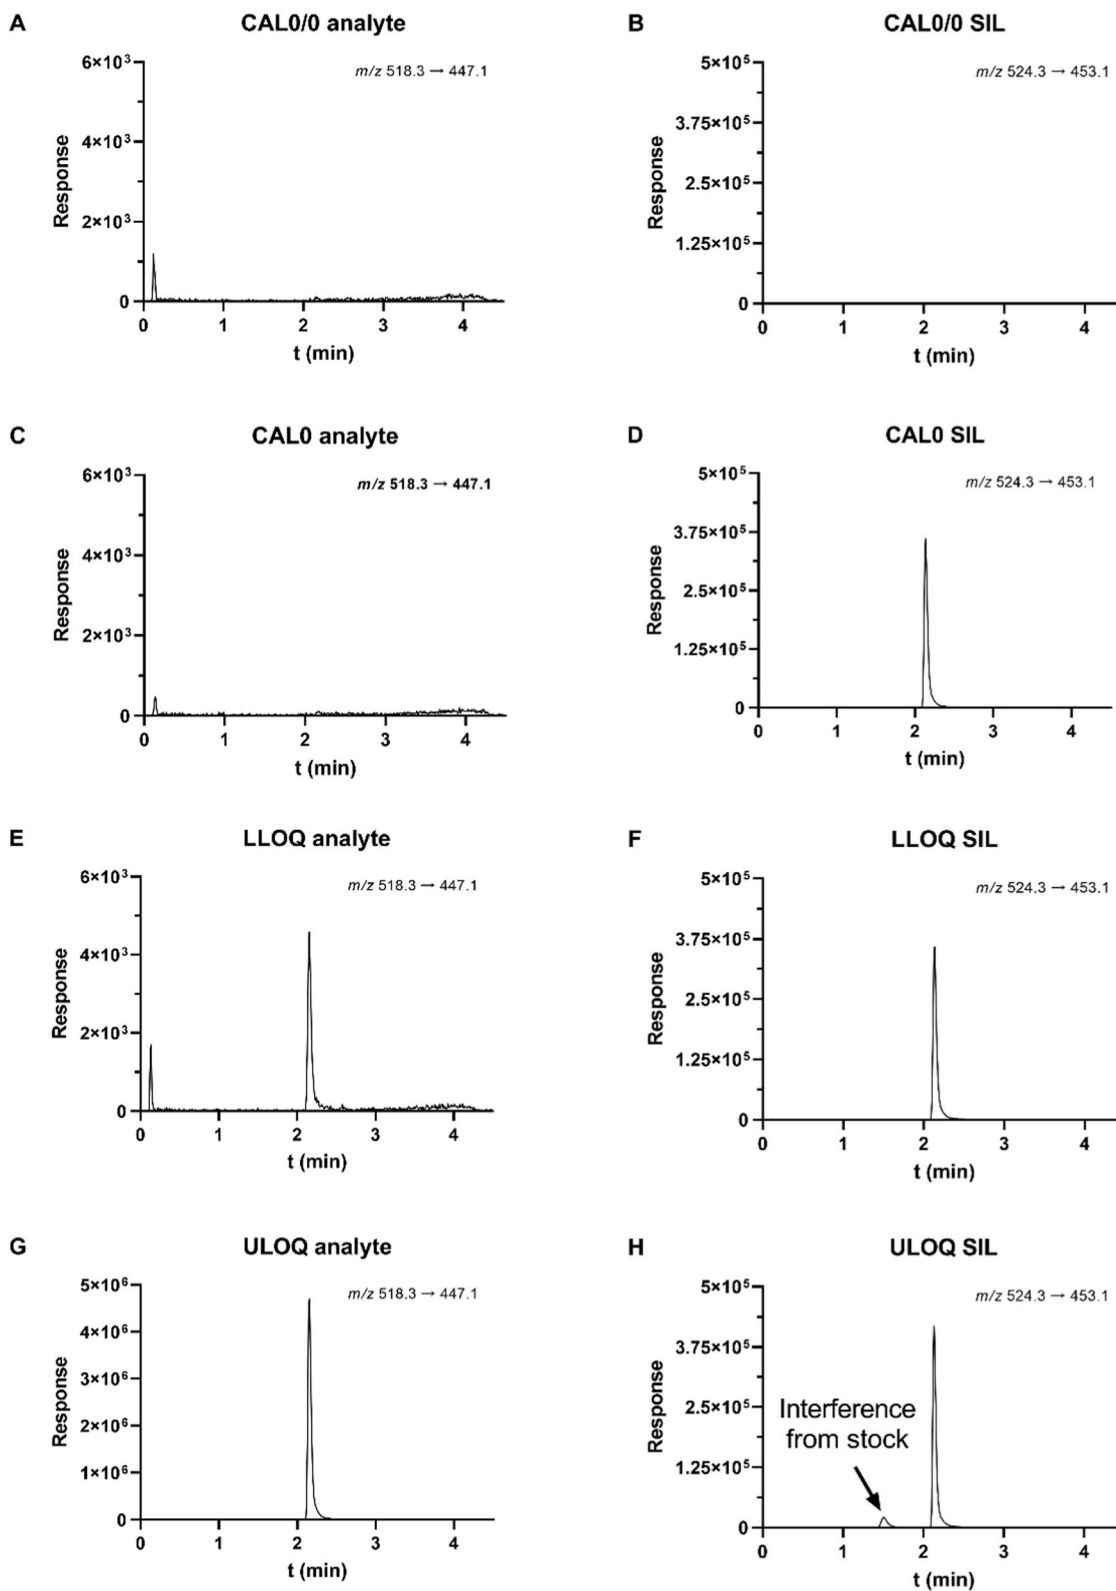 A
CAL0/0 analyte
m/z 518.3 → 447.1
6×10³
4×10³
2×10³
0
Response
0 1 2 3 4
t (min)
B
CAL0/0 SIL
m/z 524.3 → 453.1
5×10⁵
3.75×10⁵
2.5×10⁵
1.25×10⁵
0
Response
0 1 2 3 4
t (min)
C
CAL0 analyte
m/z 518.3 → 447.1
6×10³
4×10³
2×10³
0
Response
0 1 2 3 4
t (min)
D
CAL0 SIL
m/z 524.3 → 453.1
5×10⁵
3.75×10⁵
2.5×10⁵
1.25×10⁵
0
Response
0 1 2 3 4
t (min)
E
LLOQ analyte
m/z 518.3 → 447.1
6×10³
4×10³
2×10³
0
Response
0 1 2 3 4
t (min)
F
LLOQ SIL
m/z 524.3 → 453.1
5×10⁵
3.75×10⁵
2.5×10⁵
1.25×10⁵
0
Response
0 1 2 3 4
t (min)
G
ULOQ analyte
m/z 518.3 → 447.1
5×10⁶
4×10⁶
3×10⁶
2×10⁶
1×10⁶
0
Response
0 1 2 3 4
t (min)
H
ULOQ SIL
m/z 524.3 → 453.1
5×10⁵
3.75×10⁵
2.5×10⁵
1.25×10⁵
0
Response
Interference
from stock
0 1 2 3 4
t (min)